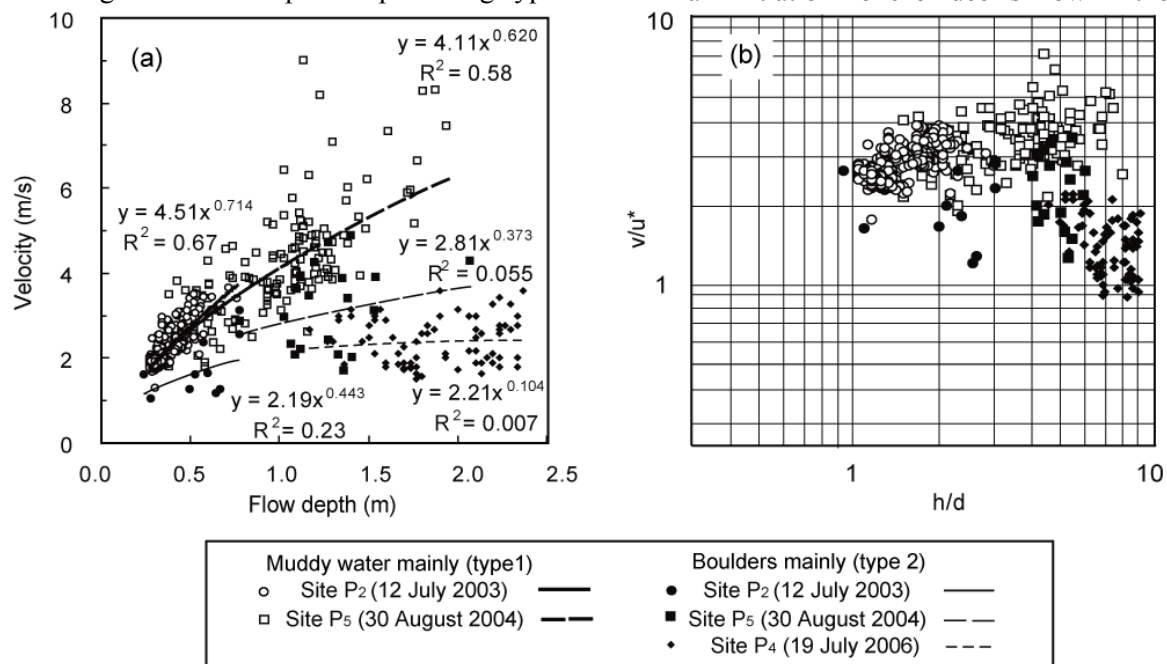 (a)
y = 4.11x^0.620
R² = 0.58
y = 4.51x^0.714
R² = 0.67
y = 2.81x^0.373
R² = 0.055
y = 2.19x^0.443
R² = 0.23
y = 2.21x^0.104
R² = 0.007
10
8
6
4
2
0
Velocity (m/s)
0.0 0.5 1.0 1.5 2.0 2.5
Flow depth (m)
(b)
10
1
v/u*
1 10
h/d
Muddy water mainly (type1)
Site P₂ (12 July 2003)
Site P₅ (30 August 2004)
Boulders mainly (type 2)
Site P₂ (12 July 2003)
Site P₅ (30 August 2004)
Site P₄ (19 July 2006)